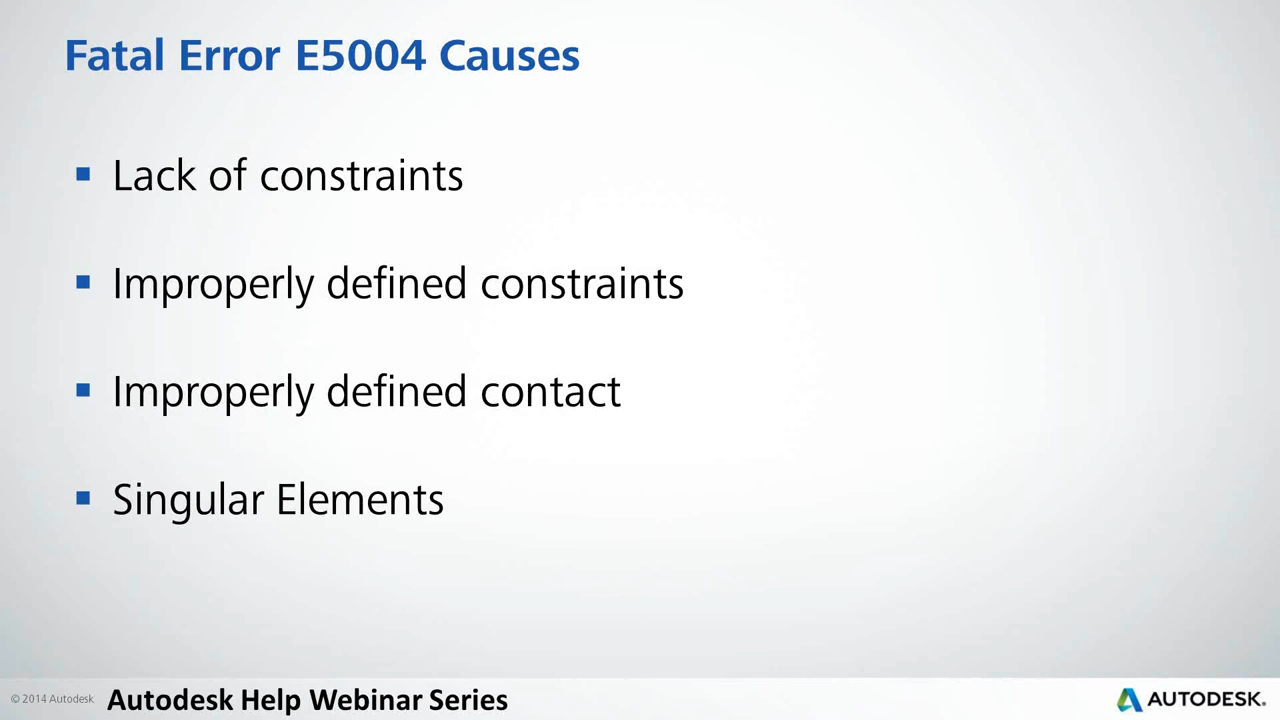 Fatal Error E5004 Causes
Lack of constraints
Improperly defined constraints
Improperly defined contact
Singular Elements
© 2014 Autodesk
Autodesk Help Webinar Series
AUTODESK.